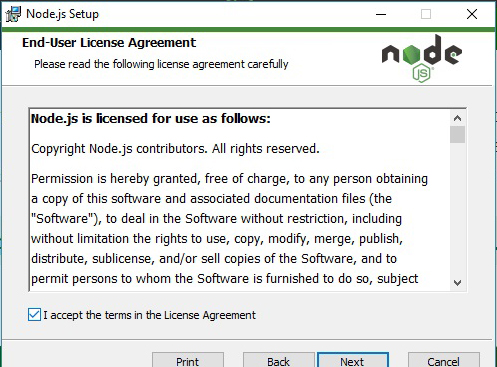 Node.js Setup
End-User License Agreement
Please read the following license agreement carefully
node
JS
Node.js is licensed for use as follows:
Copyright Node.js contributors. All rights reserved.
Permission is hereby granted, free of charge, to any person obtaining
a copy of this software and associated documentation files (the
"Software"), to deal in the Software without restriction, including
without limitation the rights to use, copy, modify, merge, publish,
distribute, sublicense, and/or sell copies of the Software, and to
permit persons to whom the Software is furnished to do so, subject
I accept the terms in the License Agreement
Print Back Next Cancel